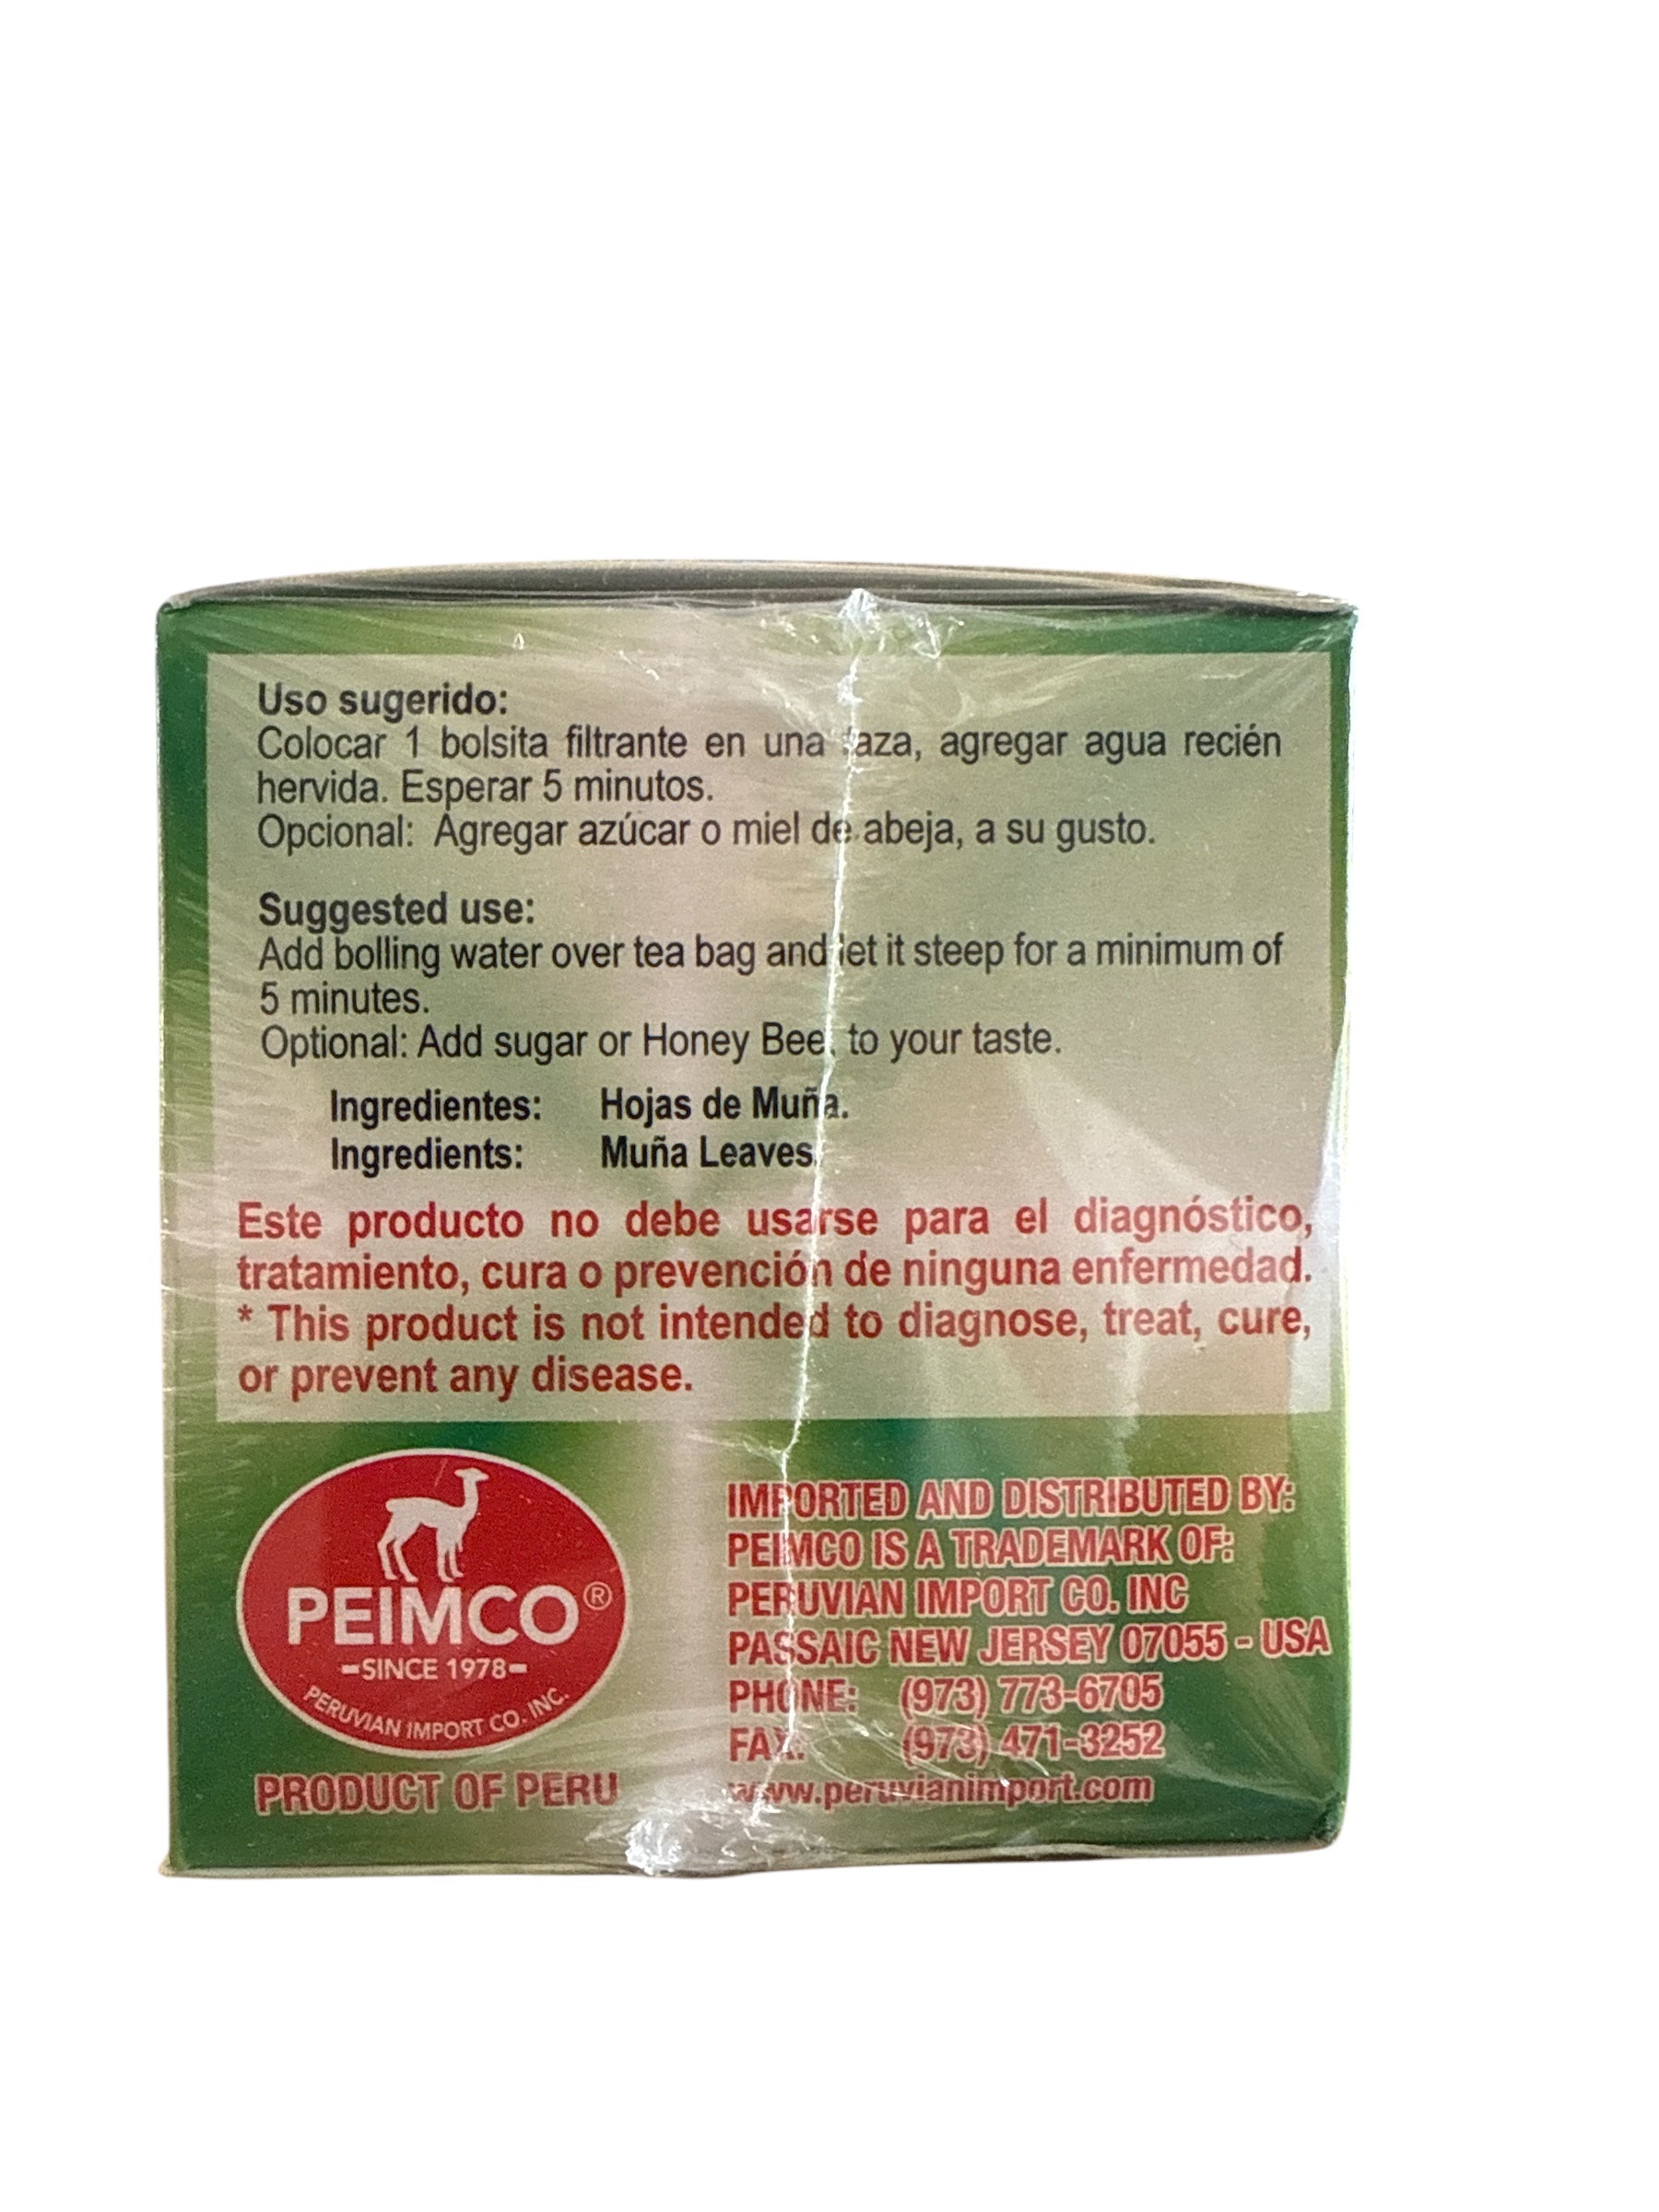 Uso sugerido:
Colocar 1 bolsita filtrante en una taza, agregar agua recién
hervida. Esperar 5 minutos.
Opcional: Agregar azúcar o miel de abeja, a su gusto.
Suggested use:
Add bolling water over tea bag and let it steep for a minimum of
5 minutes.
Optional: Add sugar or Honey Bee, to your taste.
Ingredientes: Hojas de Muña.
Ingredients: Muña Leaves.
Este producto no debe usarse para el diagnóstico,
tratamiento, cura o prevención de ninguna enfermedad.
* This product is not intended to diagnose, treat, cure,
or prevent any disease.
PEIMCO®
-SINCE 1978-
PERUVIAN IMPORT CO. INC.
PRODUCT OF PERU
IMPORTED AND DISTRIBUTED BY:
PEIMCO IS A TRADEMARK OF:
PERUVIAN IMPORT CO. INC
PASSAIC NEW JERSEY 07055 - USA
PHONE: (973) 773-6705
FAX: (973) 471-3252
www.peruvianimport.com